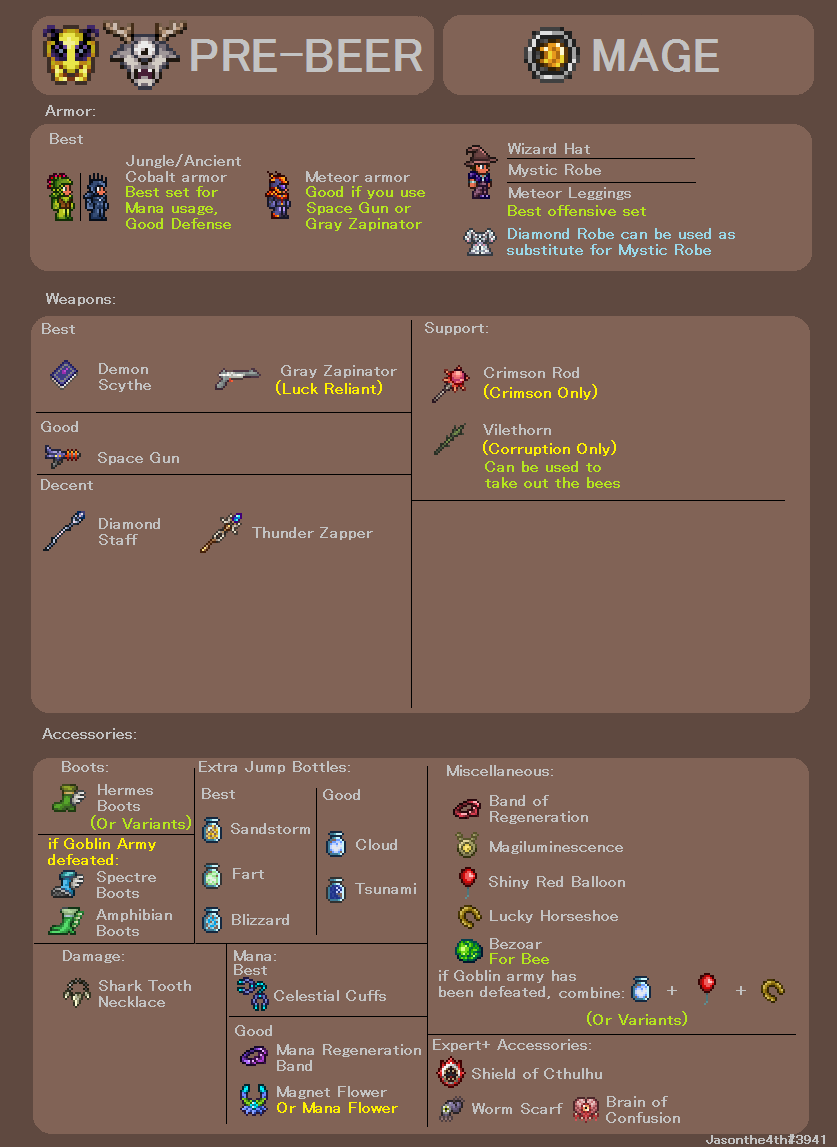 PRE-BEER
MAGE
Armor:
Best
Jungle/Ancient
Cobalt armor
Best set for
Mana usage,
Good Defense
Meteor armor
Good if you use
Space Gun or
Gray Zapinator
Wizard Hat
Mystic Robe
Meteor Leggings
Best offensive set
Diamond Robe can be used as
substitute for Mystic Robe
Weapons:
Best
Demon
Scythe
Gray Zapinator
(Luck Reliant)
Good
Space Gun
Decent
Diamond
Staff
Thunder Zapper
Support:
Crimson Rod
(Crimson Only)
Vilethorn
(Corruption Only)
Can be used to
take out the bees
Accessories:
Boots:
Hermes
Boots
(Or Variants)
if Goblin Army
defeated:
Spectre
Boots
Amphibian
Boots
Extra Jump Bottles:
Best
Sandstorm
Fart
Blizzard
Good
Cloud
Tsunami
Damage:
Shark Tooth
Necklace
Mana:
Best
Celestial Cuffs
Good
Mana Regeneration
Band
Magnet Flower
Or Mana Flower
Miscellaneous:
Band of
Regeneration
Magiluminescence
Shiny Red Balloon
Lucky Horseshoe
Bezoar
For Bee
if Goblin army has
been defeated, combine: + +
(Or Variants)
Expert+ Accessories:
Shield of Cthulhu
Worm Scarf
Brain of
Confusion
Jasonthe4th#3941